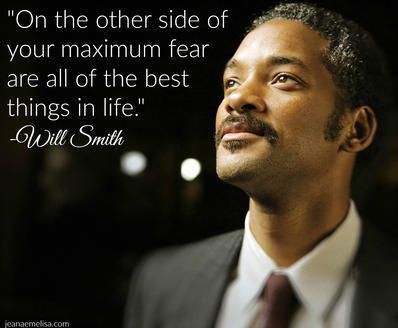 "On the other side of
your maximum fear
are all of the best
things in life."
-Will Smith
jeanaemelisa.com